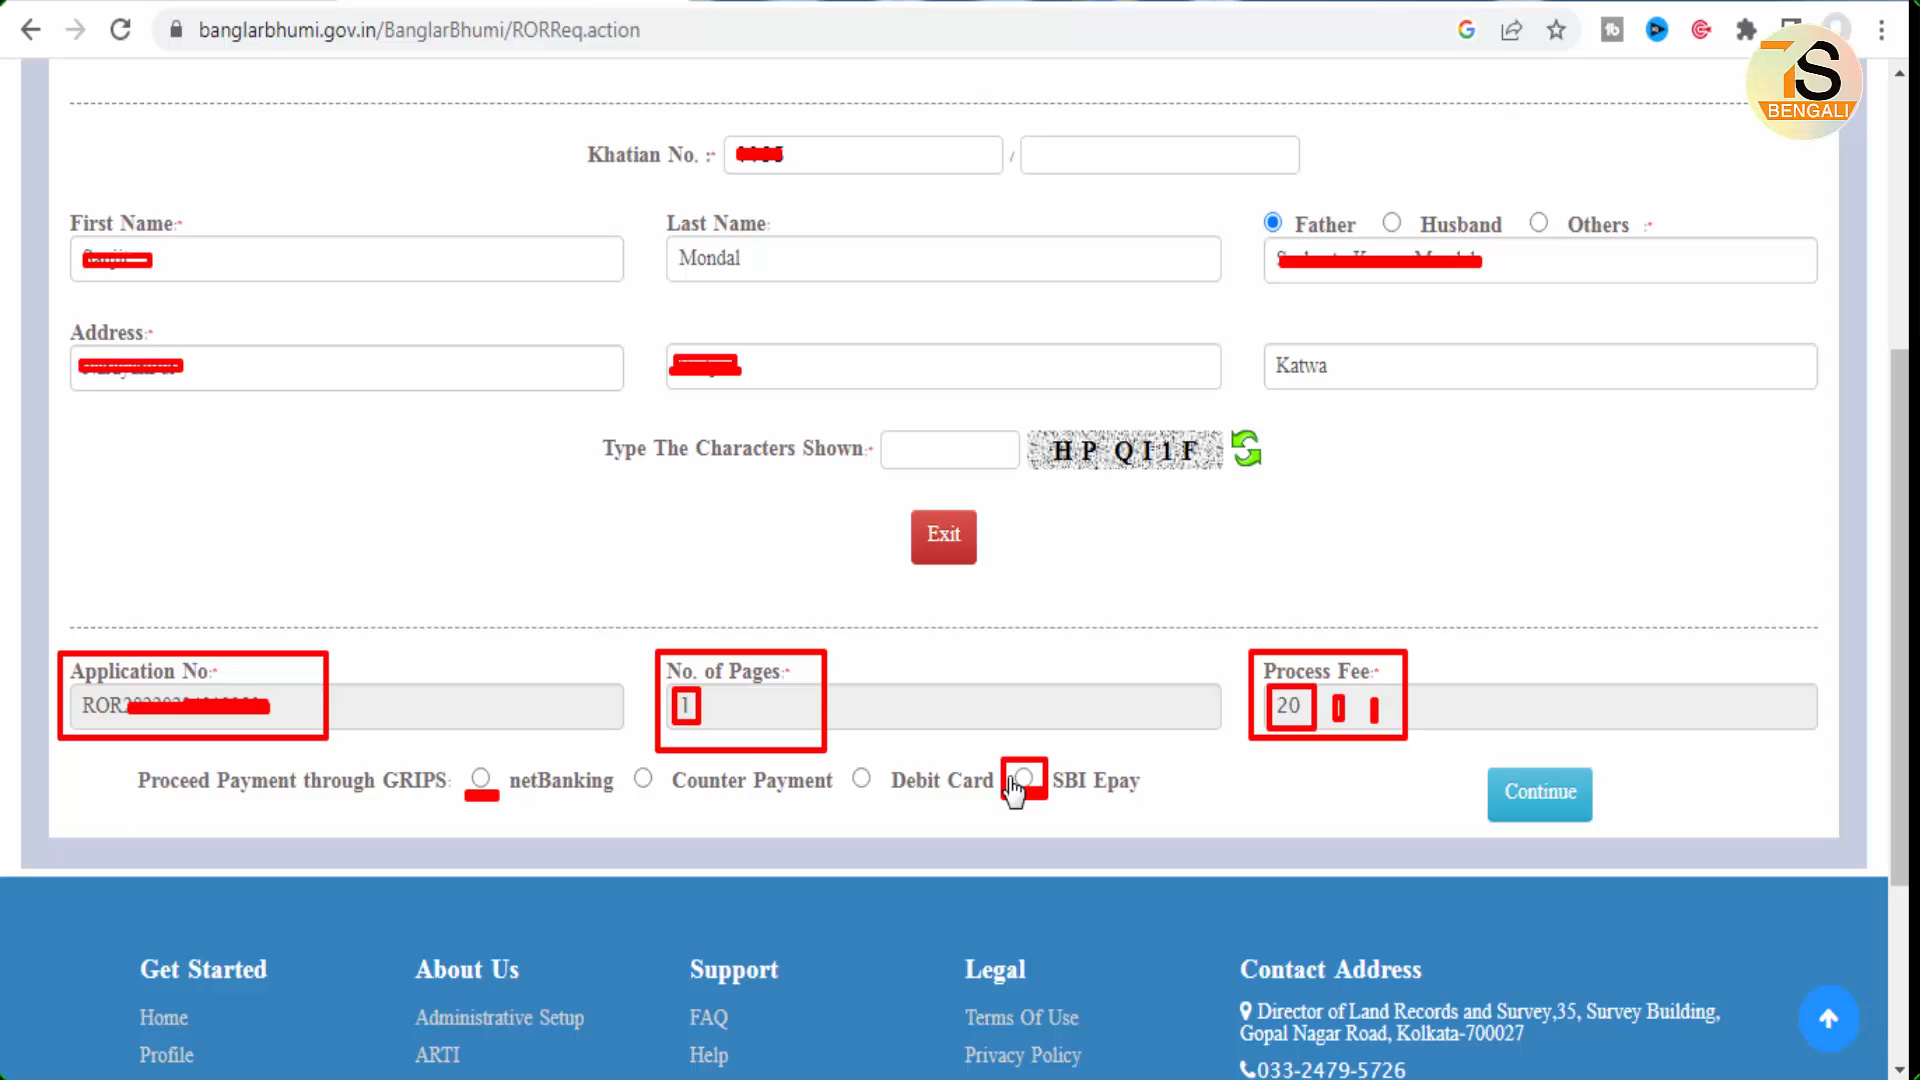 banglarbhumi.gov.in/BanglarBhumi/RORReq.action
7S
BENGALI
Khatian No. :* /
First Name:* Last Name: Father Husband Others :*
Mondal
Address:*
Katwa
Type The Characters Shown:* HP QI1F
Exit
Application No:* No. of Pages:* Process Fee:*
1 20
Proceed Payment through GRIPS: netBanking Counter Payment Debit Card SBI Epay
Continue
Get Started About Us Support Legal Contact Address
Home Administrative Setup FAQ Terms Of Use Director of Land Records and Survey,35, Survey Building,
Gopal Nagar Road, Kolkata-700027
Profile ARTI Help Privacy Policy
033-2479-5726